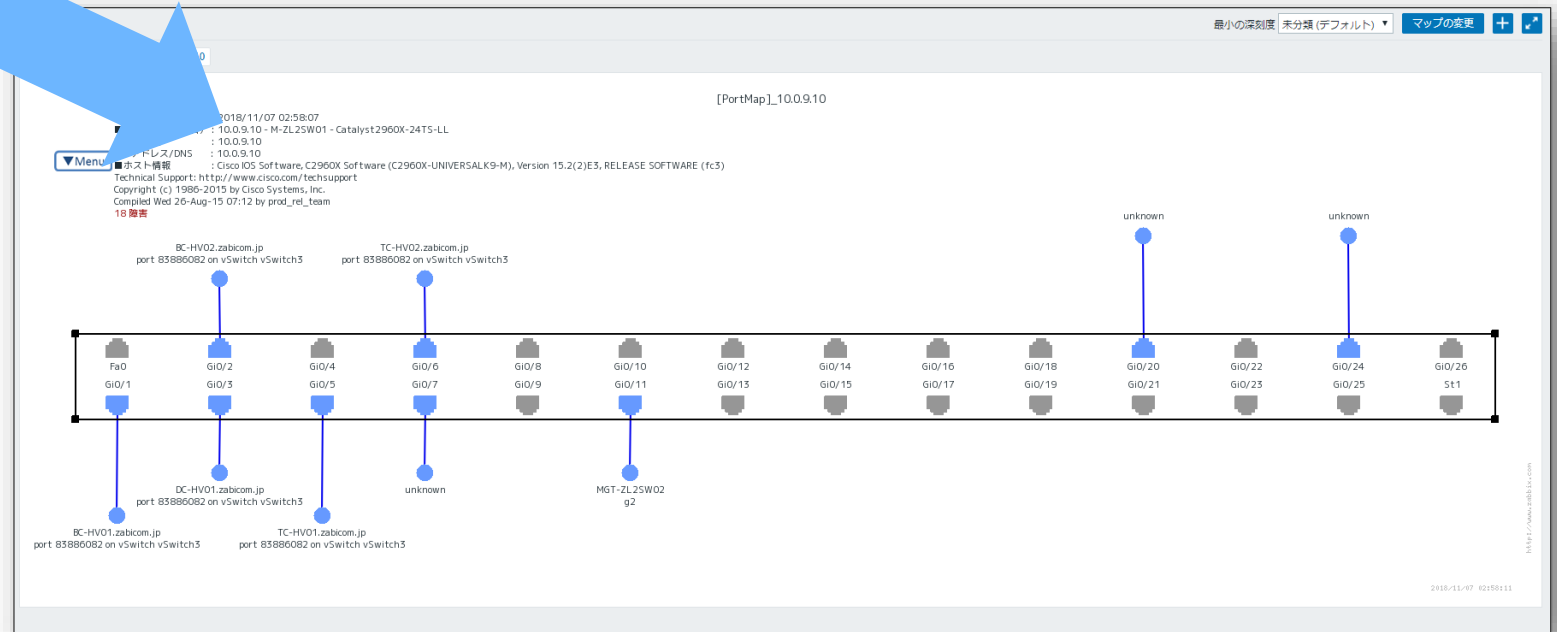 最小の深刻度 未分類 (デフォルト) ▼ マップの変更
0
[PortMap]_10.0.9.10
2018/11/07 02:58:07
: 10.0.9.10 - M-ZL2SW01 - Catalyst2960X-24TS-LL
: 10.0.9.10
ドレス/DNS : 10.0.9.10
▼Menu
■ホスト情報 : Cisco IOS Software, C2960X Software (C2960X-UNIVERSALK9-M), Version 15.2(2)E3, RELEASE SOFTWARE (fc3)
Technical Support: http://www.cisco.com/techsupport
Copyright (c) 1986-2015 by Cisco Systems, Inc.
Compiled Wed 26-Aug-15 07:12 by prod_rel_team
18 障害
unknown unknown
BC-HV02.zabicom.jp TC-HV02.zabicom.jp
port 83886082 on vSwitch vSwitch3 port 83886082 on vSwitch vSwitch3
Fa0 Gi0/2 Gi0/4 Gi0/6 Gi0/8 Gi0/10 Gi0/12 Gi0/14 Gi0/16 Gi0/18 Gi0/20 Gi0/22 Gi0/24 Gi0/26
Gi0/1 Gi0/3 Gi0/5 Gi0/7 Gi0/9 Gi0/11 Gi0/13 Gi0/15 Gi0/17 Gi0/19 Gi0/21 Gi0/23 Gi0/25 St1
DC-HV01.zabicom.jp unknown MGT-ZL2SW02
port 83886082 on vSwitch vSwitch3 g2
BC-HV01.zabicom.jp TC-HV01.zabicom.jp
port 83886082 on vSwitch vSwitch3 port 83886082 on vSwitch vSwitch3
http://www.zabbix.com
2018/11/07 02:58:11